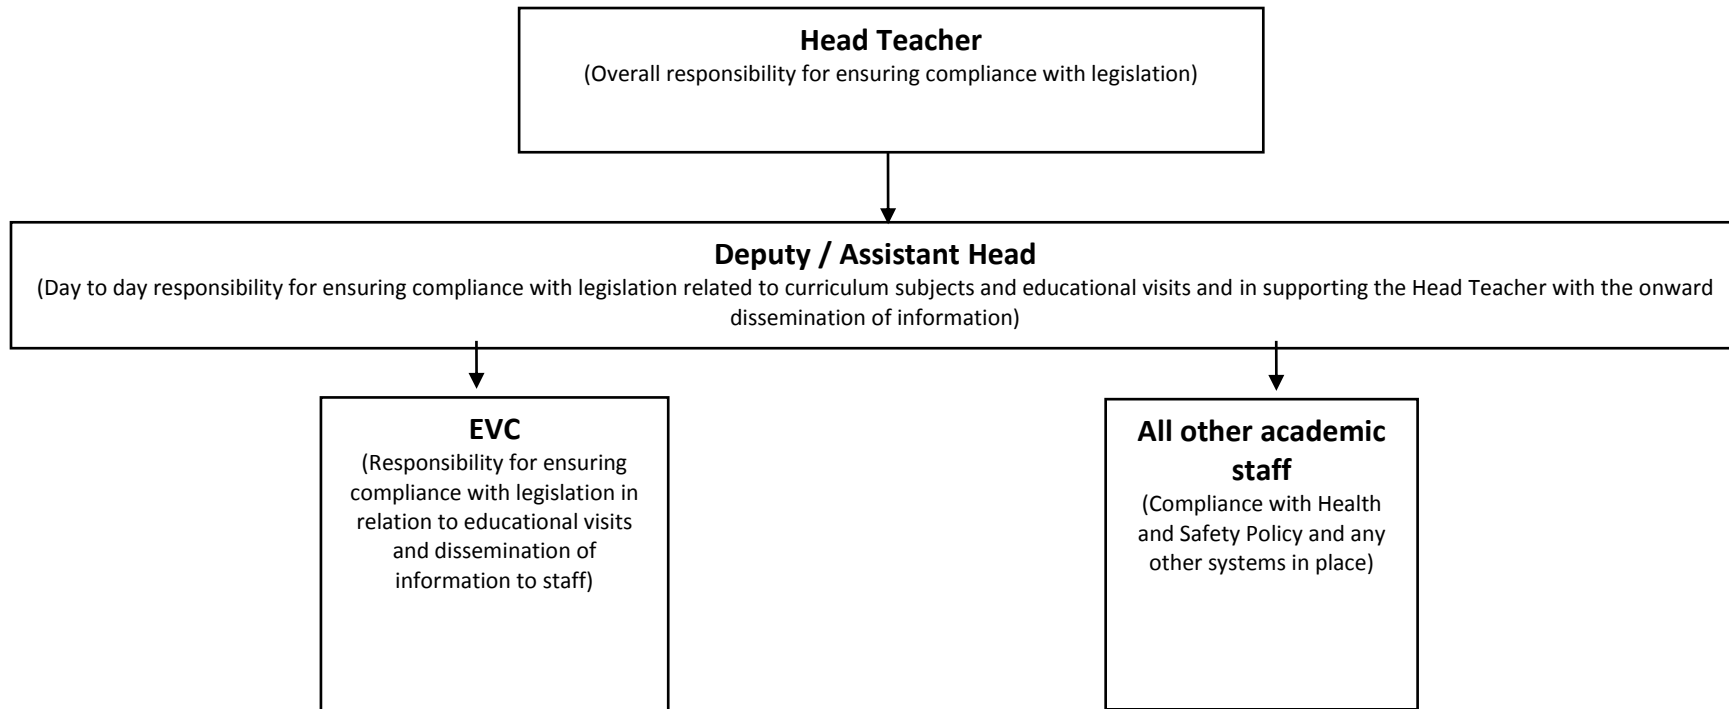 Head Teacher
(Overall responsibility for ensuring compliance with legislation)
Deputy / Assistant Head
(Day to day responsibility for ensuring compliance with legislation related to curriculum subjects and educational visits and in supporting the Head Teacher with the onward
dissemination of information)
EVC
(Responsibility for ensuring
compliance with legislation in
relation to educational visits
and dissemination of
information to staff)
All other academic
staff
(Compliance with Health
and Safety Policy and any
other systems in place)